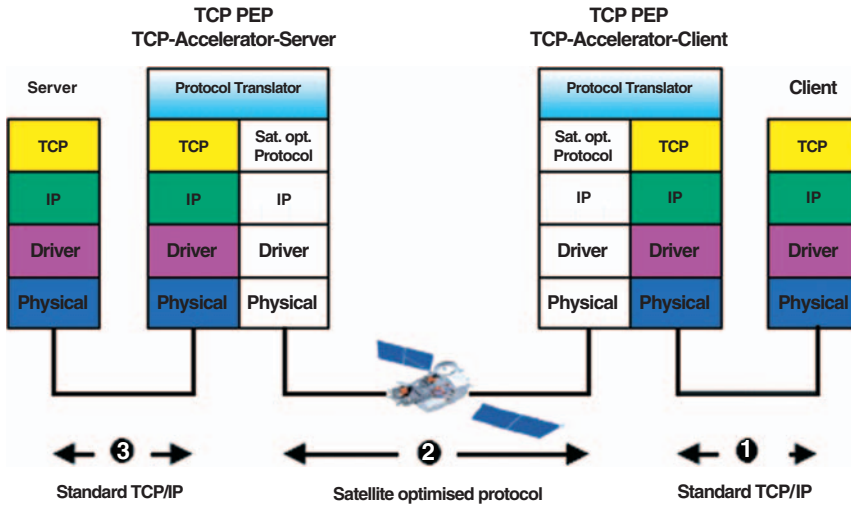 TCP PEP
TCP-Accelerator-Server
TCP PEP
TCP-Accelerator-Client
Server
Protocol Translator
Protocol Translator
Client
TCP
TCP
Sat. opt.
Protocol
Sat. opt.
Protocol
TCP
TCP
IP
IP
IP
IP
IP
IP
Driver
Driver
Driver
Driver
Driver
Driver
Physical
Physical
Physical
Physical
Physical
Physical
3
2
1
Standard TCP/IP
Satellite optimised protocol
Standard TCP/IP